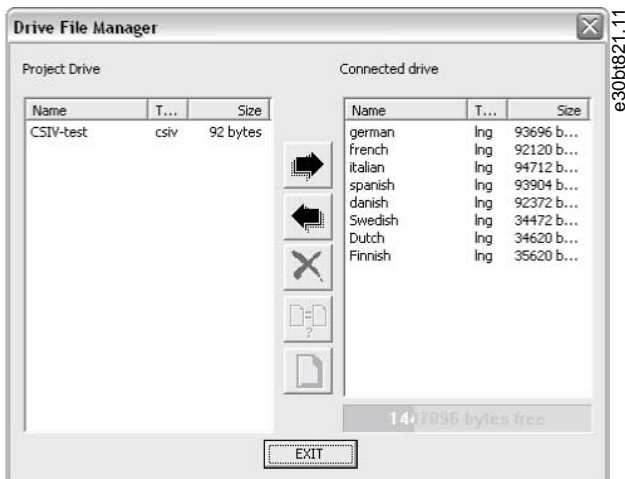 Drive File Manager
Project Drive
Name T... Size
CSIV-test csiv 92 bytes
Connected drive
Name T... Size
german lng 93696 b...
french lng 92120 b...
italian lng 94712 b...
spanish lng 93904 b...
danish lng 92372 b...
Swedish lng 34472 b...
Dutch lng 34620 b...
Finnish lng 35620 b...
?
1447096 bytes free
EXIT
e30bt821.11